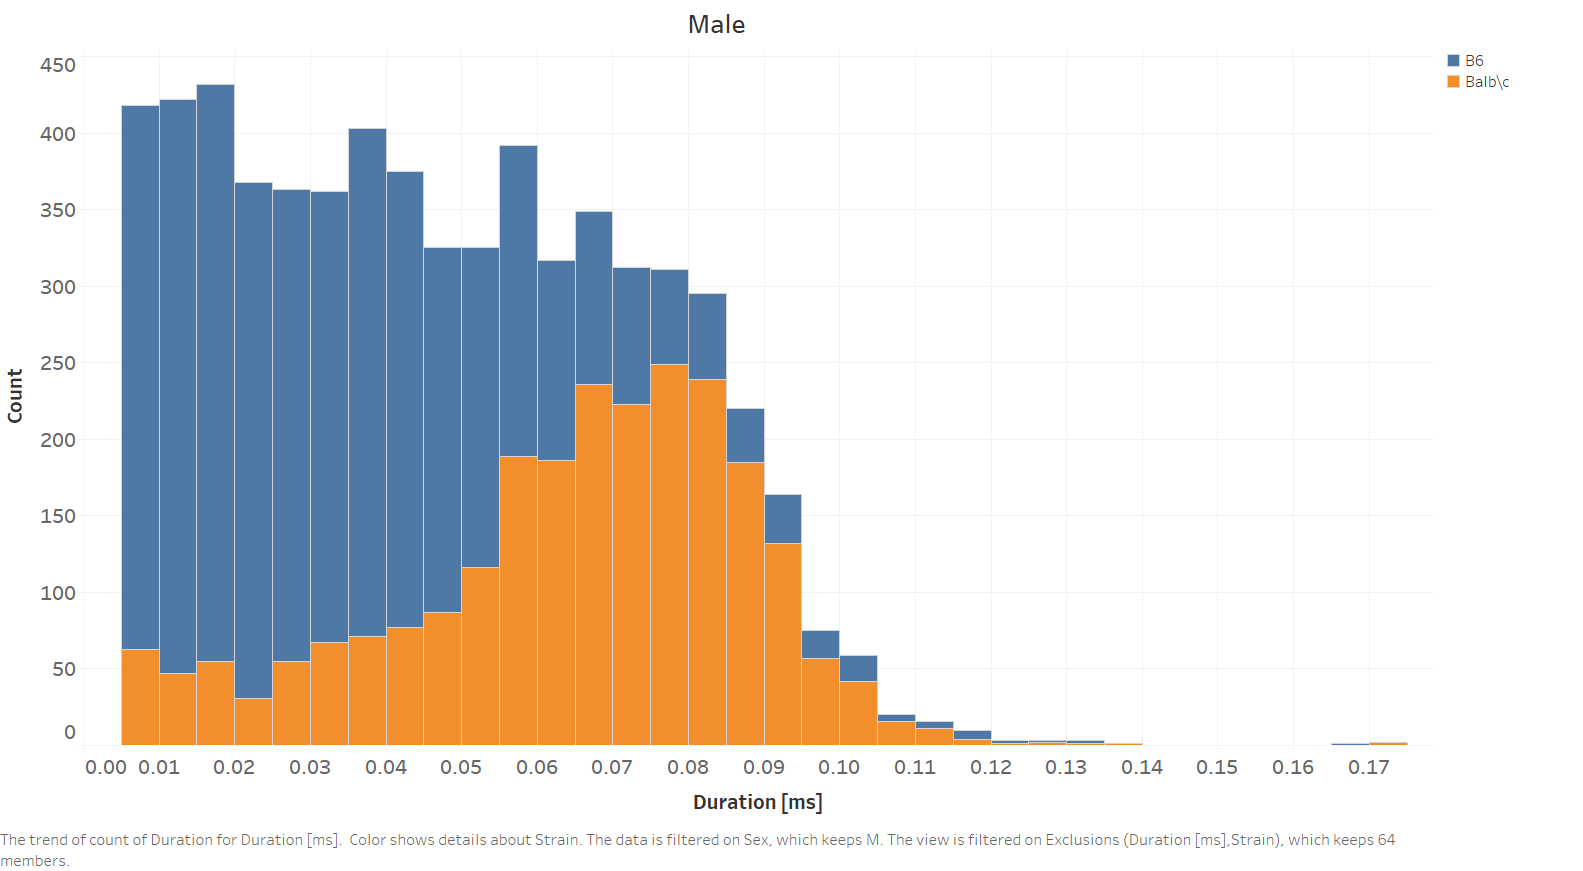 Male
B6
Balb\c
450
400
350
300
250
200
150
100
50
0
Count
0.00 0.01 0.02 0.03 0.04 0.05 0.06 0.07 0.08 0.09 0.10 0.11 0.12 0.13 0.14 0.15 0.16 0.17
Duration [ms]
The trend of count of Duration for Duration [ms]. Color shows details about Strain. The data is filtered on Sex, which keeps M. The view is filtered on Exclusions (Duration [ms],Strain), which keeps 64
members.